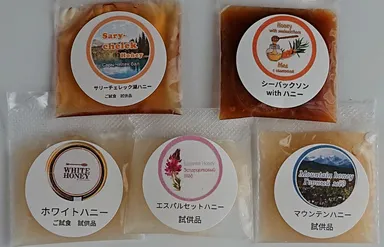 Sary-
chelek
Honey
サリーチェレック湖ハニー
ご試食 試供品
Honey
with seabuckthorn
シーバックソン
with ハニー
WHITE
HONEY
ホワイトハニー
ご試食 試供品
Espartset Honey
Эспарцетовый
エスパルセットハニー
試供品
Mountain honey
Горный мёд
マウンテンハニー
試供品